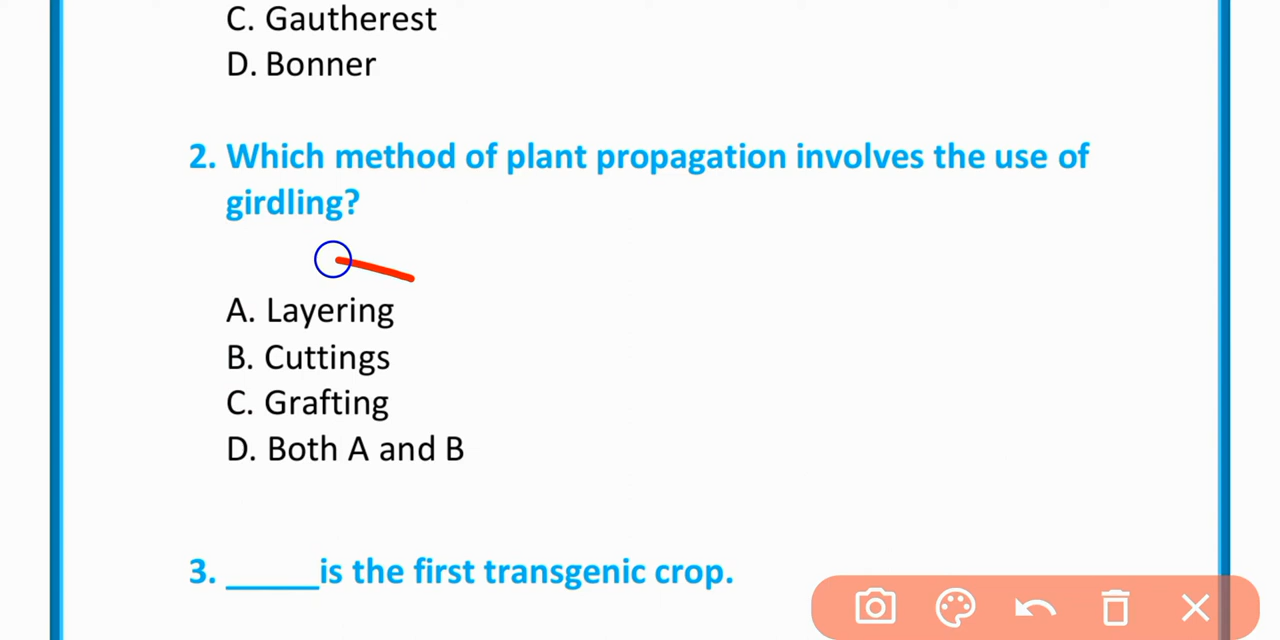 C. Gautherest
D. Bonner
2. Which method of plant propagation involves the use of
girdling?
A. Layering
B. Cuttings
C. Grafting
D. Both A and B
3. _____is the first transgenic crop.